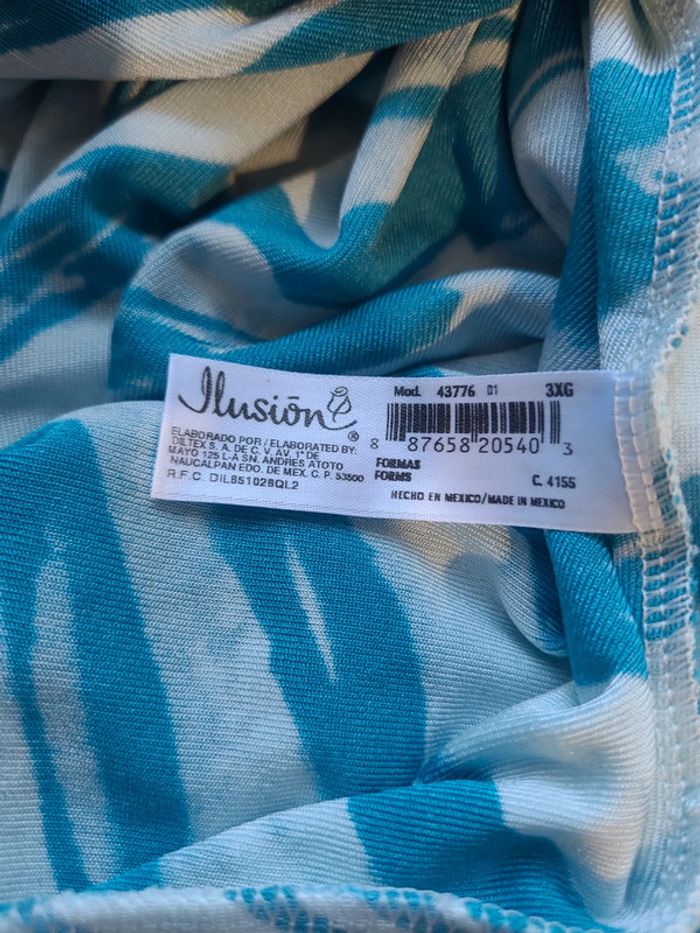 Ilusión®
ELABORADO POR / ELABORATED BY:
DILTEX S. A. DE C. V. AV. 1° DE
MAYO 125 L-A SN. ANDRES ATOTO
NAUCALPAN EDO. DE MEX. C. P. 53500
R.F.C. DIL851028QL2
Mod. 43776 01 3XG
8 87658 20540 3
FORMAS
FORMS
C. 4155
HECHO EN MEXICO/MADE IN MEXICO